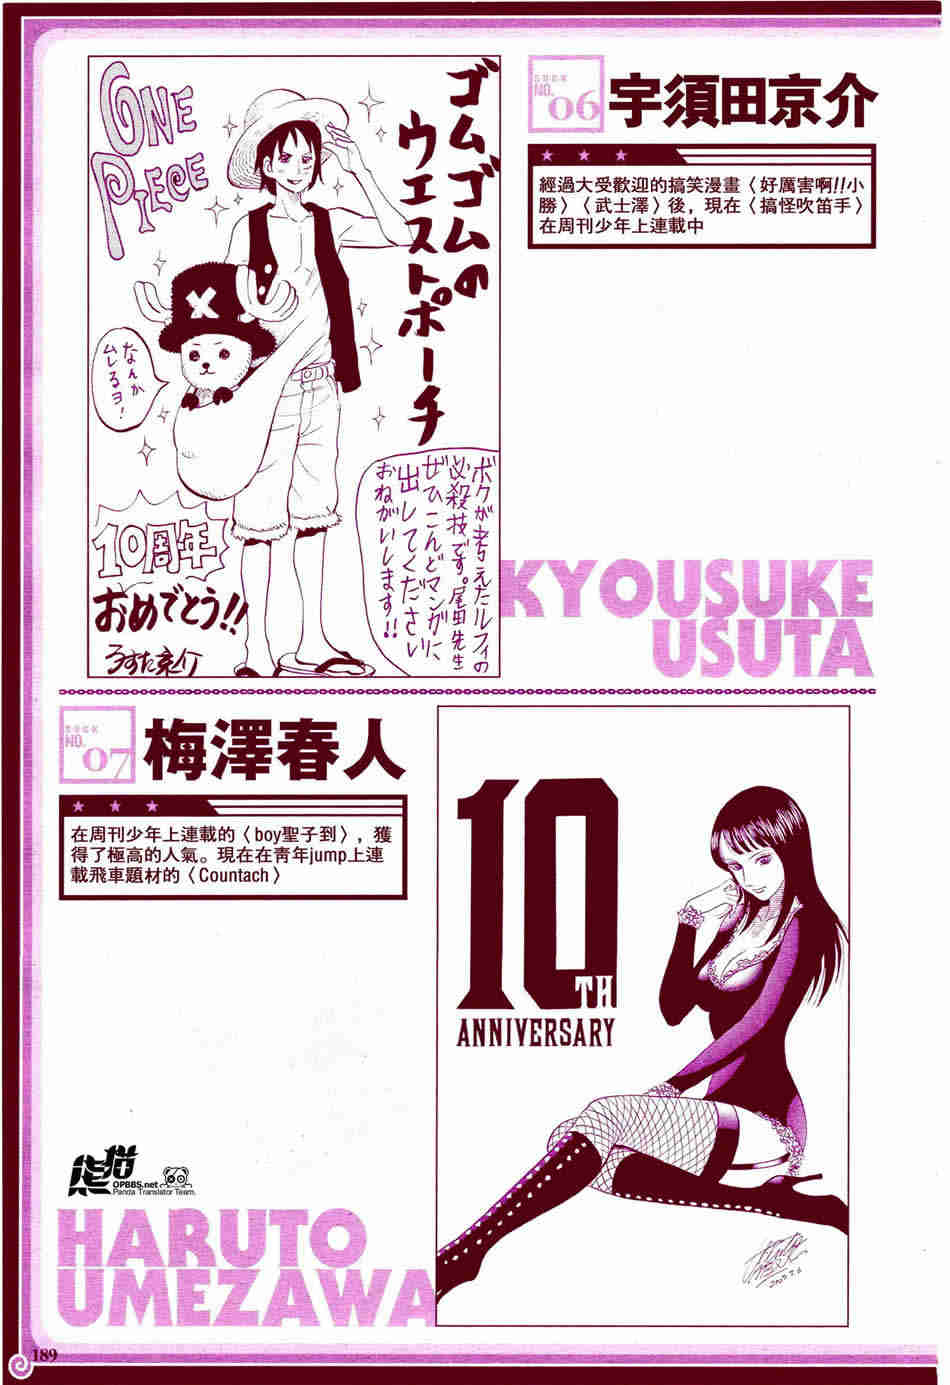 SOCK
NO. 06
宇須田京介
經過大受歡迎的搞笑漫畫〈好厲害啊!!小
勝〉〈武士澤〉後，現在〈搞怪吹笛手〉
在周刊少年上連載中
ONE
PIECE
ゴムゴムの
ウエストポーチ
なんか
ムレるヨ!
ボクが考えたルフィの
必殺技です。尾田先生
ぜひこんどマンガに、
出してください
おねがいします!!
10周年
おめでとう!!
うすた京介
KYOUSUKE
USUTA
SOCK
NO. 07
梅澤春人
在周刊少年上連載的〈boy聖子到〉，獲
得了極高的人氣。現在在靑年jump上連
載飛車題材的〈Countach〉
10TH
ANNIVERSARY
熊猫
OPBBS.net
Panda Translator Team.
HARUTO
UMEZAWA
189